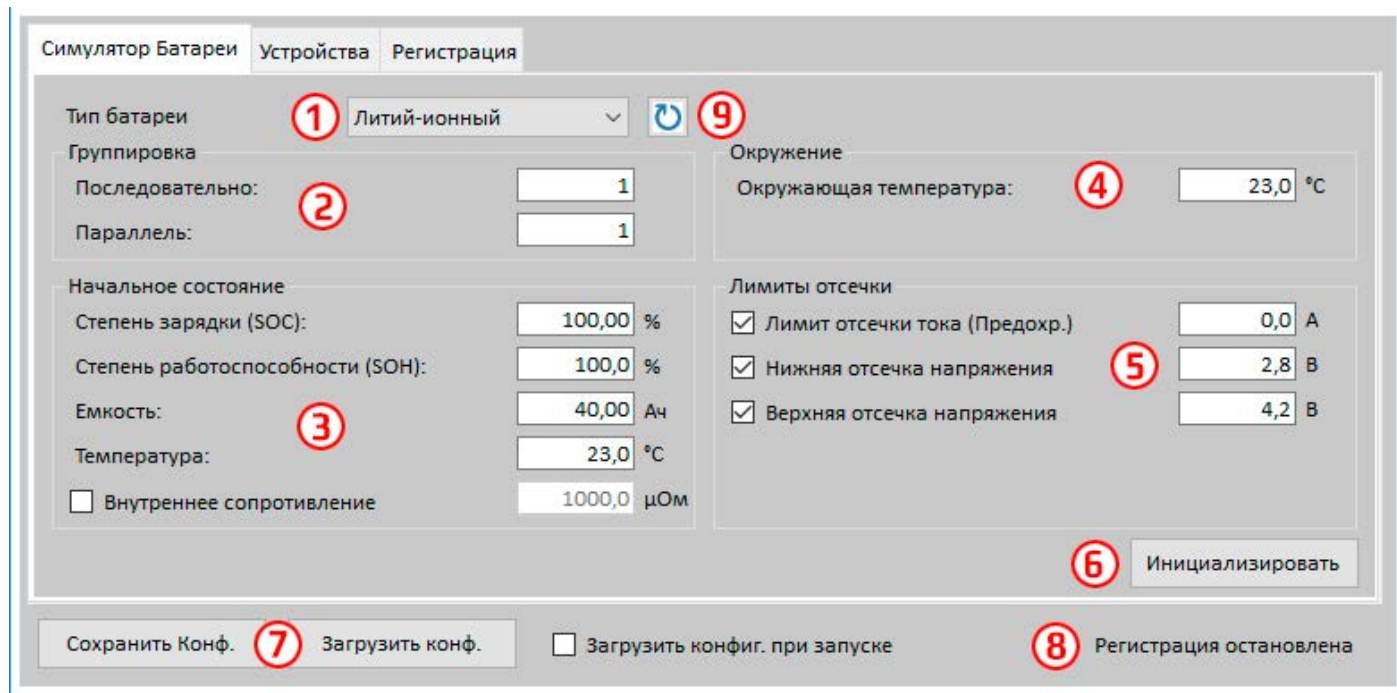 Симулятор Батареи Устройства Регистрация
Тип батареи 1 Литий-ионный 9
Группировка
Последовательно: 1
2
Параллель: 1
Окружение
Окружающая температура: 4 23,0 °C
Начальное состояние
Степень зарядки (SOC): 100,00 %
Степень работоспособности (SOH): 100,0 %
Емкость: 40,00 Ач
3
Температура: 23,0 °C
Внутреннее сопротивление 1000,0 µОм
Лимиты отсечки
Лимит отсечки тока (Предохр.) 0,0 А
Нижняя отсечка напряжения 5 2,8 В
Верхняя отсечка напряжения 4,2 В
6 Инициализировать
Сохранить Конф. 7 Загрузить конф. Загрузить конфиг. при запуске 8 Регистрация остановлена